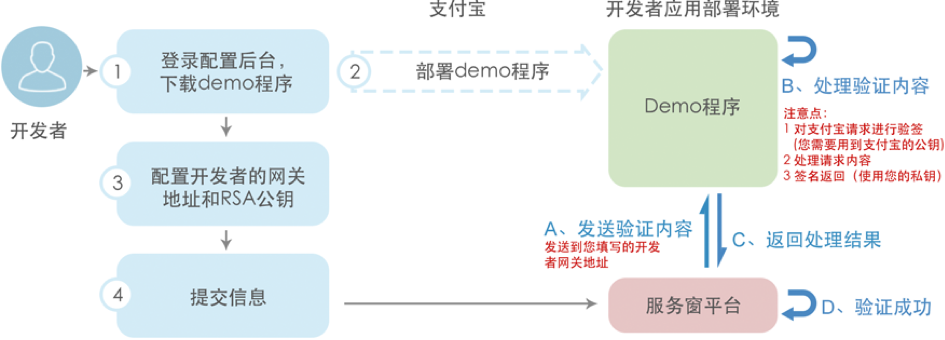 支付宝
开发者应用部署环境
开发者
1
登录配置后台，
下载demo程序
2
部署demo程序
Demo程序
B、处理验证内容
注意点：
1 对支付宝请求进行验签
(您需要用到支付宝的公钥)
2 处理请求内容
3 签名返回（使用您的私钥）
3
配置开发者的网关
地址和RSA公钥
A、发送验证内容
发送到您填写的开发
者网关地址
C、返回处理结果
4
提交信息
服务窗平台
D、验证成功